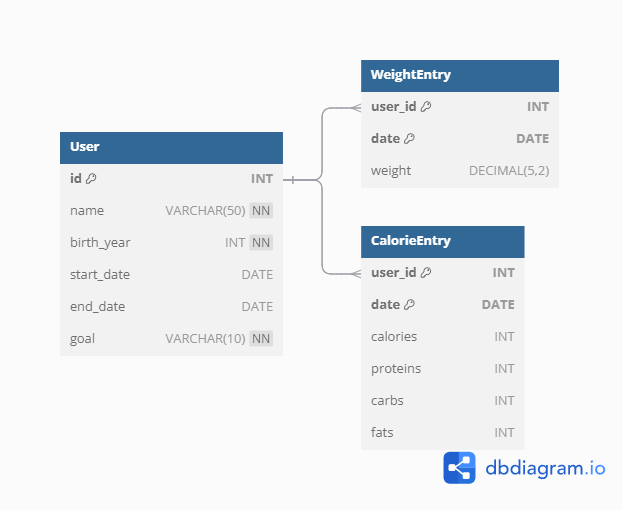 User
id INT
name VARCHAR(50) NN
birth_year INT NN
start_date DATE
end_date DATE
goal VARCHAR(10) NN
WeightEntry
user_id INT
date DATE
weight DECIMAL(5,2)
CalorieEntry
user_id INT
date DATE
calories INT
proteins INT
carbs INT
fats INT
dbdiagram.io